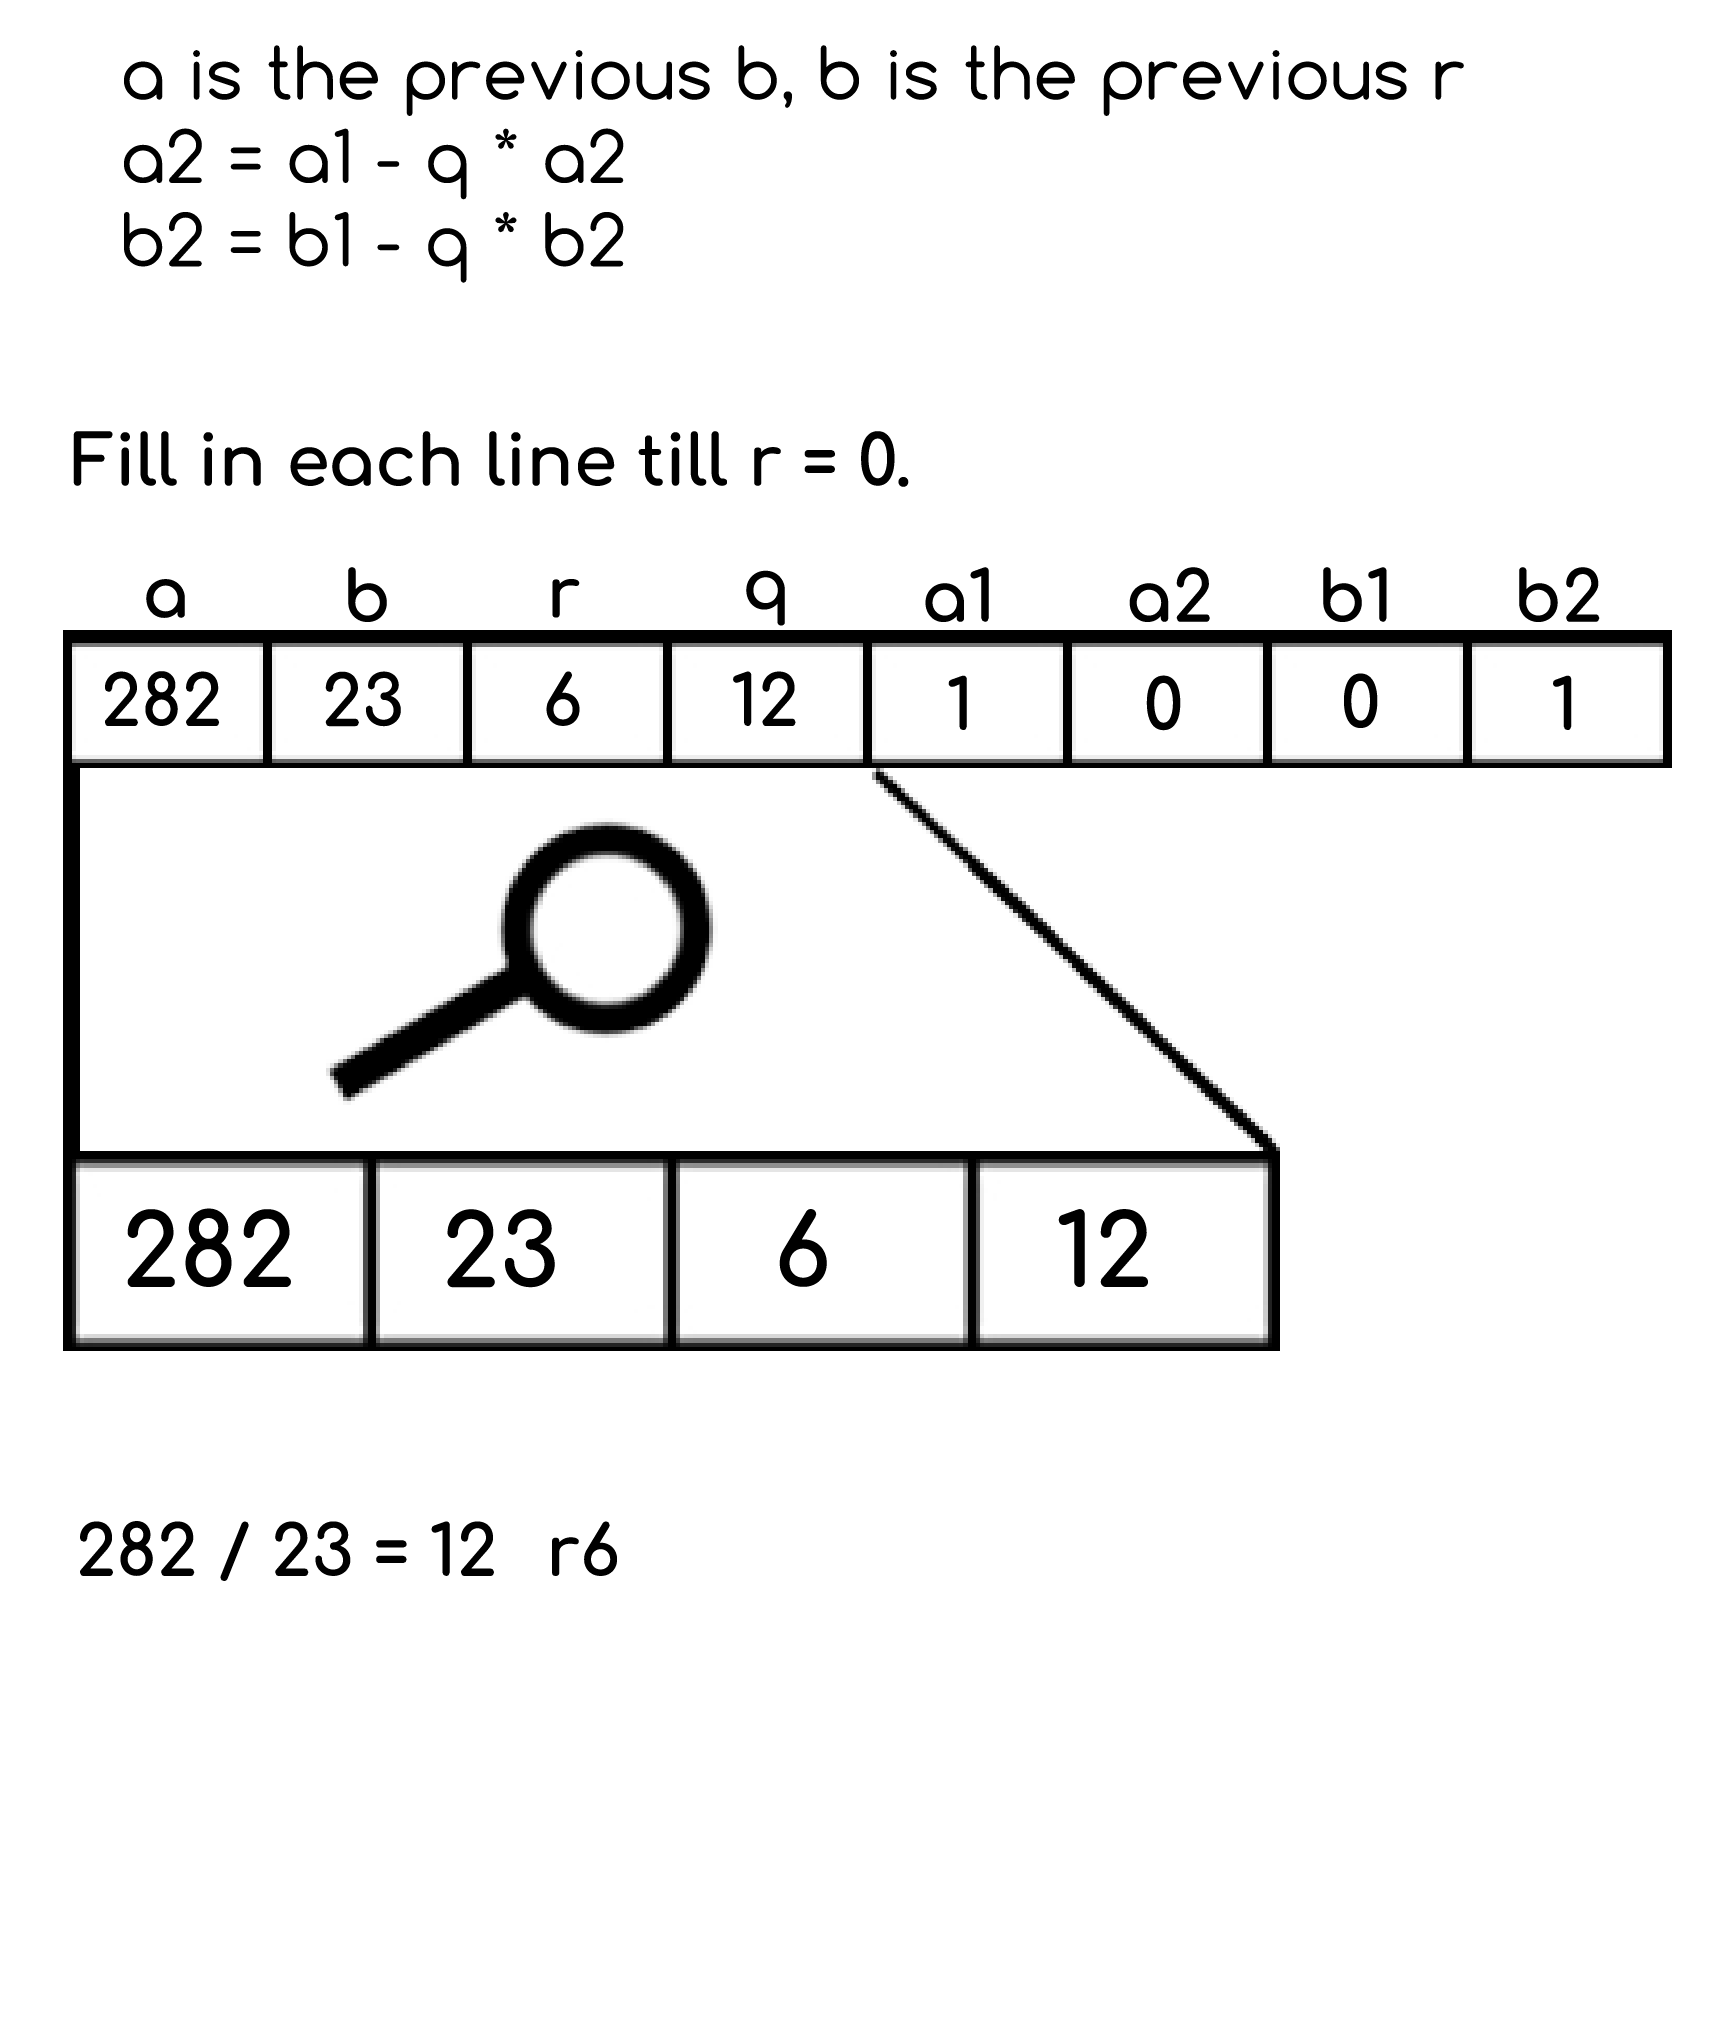 a is the previous b, b is the previous r
a2 = a1 - q * a2
b2 = b1 - q * b2
Fill in each line till r = 0.
a b r q a1 a2 b1 b2
282 23 6 12 1 0 0 1
282 23 6 12
282 / 23 = 12 r6